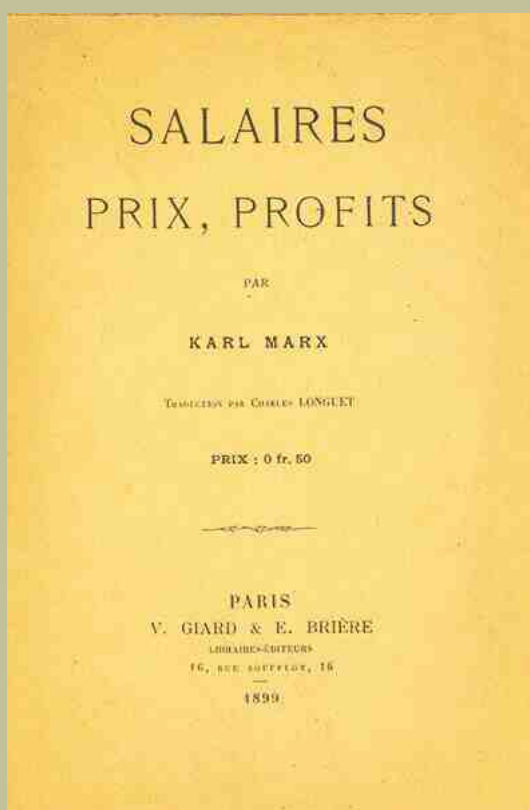 SALAIRES
PRIX, PROFITS
PAR
KARL MARX
Traduction par Charles LONGUET
PRIX : 0 fr. 50
PARIS
V. GIARD & E. BRIÈRE
LIBRAIRES-ÉDITEURS
16, RUE SOUFFLOT, 16
1899